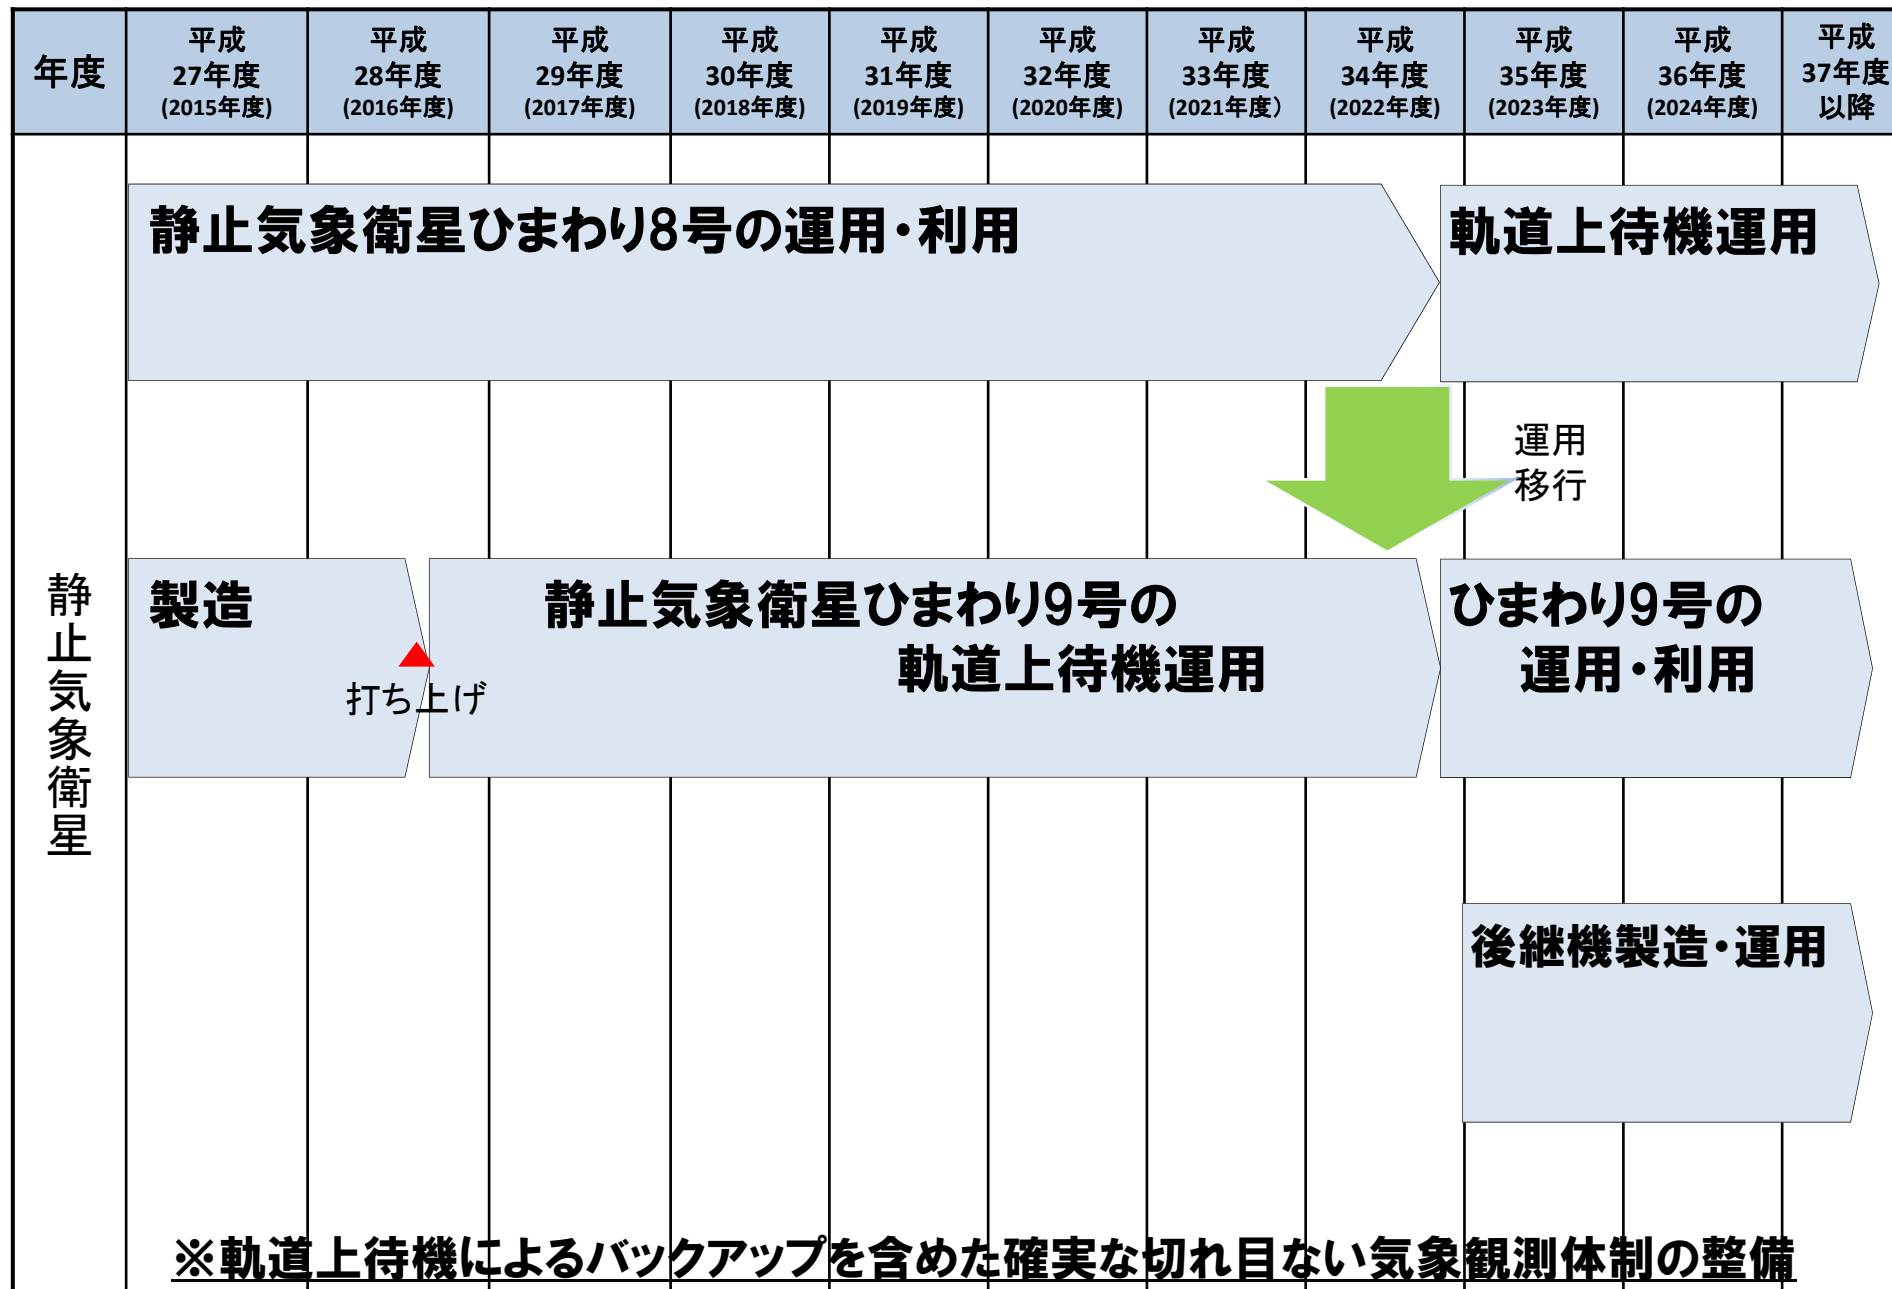 年度
平成
27年度
(2015年度)
平成
28年度
(2016年度)
平成
29年度
(2017年度)
平成
30年度
(2018年度)
平成
31年度
(2019年度)
平成
32年度
(2020年度)
平成
33年度
(2021年度）
平成
34年度
(2022年度)
平成
35年度
(2023年度)
平成
36年度
(2024年度)
平成
37年度
以降
静止気象衛星
静止気象衛星ひまわり8号の運用・利用
軌道上待機運用
運用
移行
製造
打ち上げ
静止気象衛星ひまわり9号の
軌道上待機運用
ひまわり9号の
運用・利用
後継機製造・運用
※軌道上待機によるバックアップを含めた確実な切れ目ない気象観測体制の整備